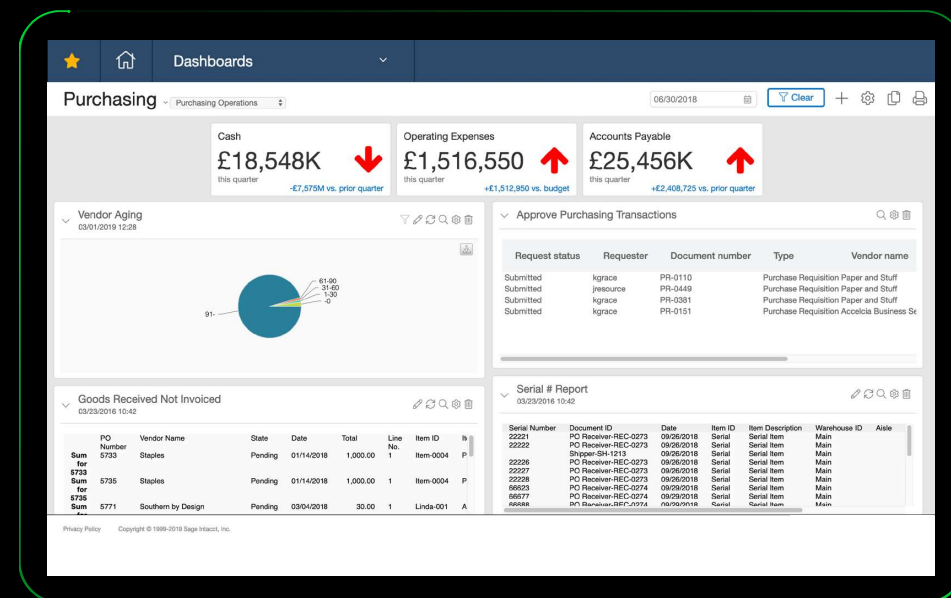 Dashboards
Purchasing
Purchasing Operations
06/30/2018
Clear
Cash
£18,548K
this quarter
-£7,575M vs. prior quarter
Operating Expenses
£1,516,550
this quarter
+£1,512,950 vs. budget
Accounts Payable
£25,456K
this quarter
+£2,408,725 vs. prior quarter
Vendor Aging
03/01/2019 12:28
61-90
31-60
1-30
-0
91-
Approve Purchasing Transactions
Request status Requester Document number Type Vendor name
Submitted kgrace PR-0110 Purchase Requisition Paper and Stuff
Submitted jresource PR-0449 Purchase Requisition Paper and Stuff
Submitted kgrace PR-0381 Purchase Requisition Paper and Stuff
Submitted kgrace PR-0151 Purchase Requisition Accelcia Business Se
Goods Received Not Invoiced
03/23/2016 10:42
PO Number Vendor Name State Date Total Line No. Item ID It
Sum for 5733 5733 Staples Pending 01/14/2018 1,000.00 1 Item-0004 P
Sum for 5735 5735 Staples Pending 01/14/2018 1,000.00 1 Item-0004 P
Sum for 5771 Southern by Design Pending 03/04/2018 30.00 1 Linda-001 A
Serial # Report
03/23/2016 10:42
Serial Number Document ID Date Item ID Item Description Warehouse ID Aisle
22221 PO Receiver-REC-0273 09/26/2018 Serial Serial Item Main
22222 PO Receiver-REC-0273 09/26/2018 Serial Serial Item Main
Shipper-SH-1213 09/26/2018 Serial Serial Item Main
22226 PO Receiver-REC-0273 09/26/2018 Serial Serial Item Main
22227 PO Receiver-REC-0273 09/26/2018 Serial Serial Item Main
22228 PO Receiver-REC-0273 09/26/2018 Serial Serial Item Main
66623 PO Receiver-REC-0274 09/29/2018 Serial Serial Item Main
66677 PO Receiver-REC-0274 09/29/2018 Serial Serial Item Main
66688 PO Receiver-REC-0274 09/29/2018 Serial Serial Item Main
Privacy Policy Copyright © 1999-2019 Sage Intacct, Inc.